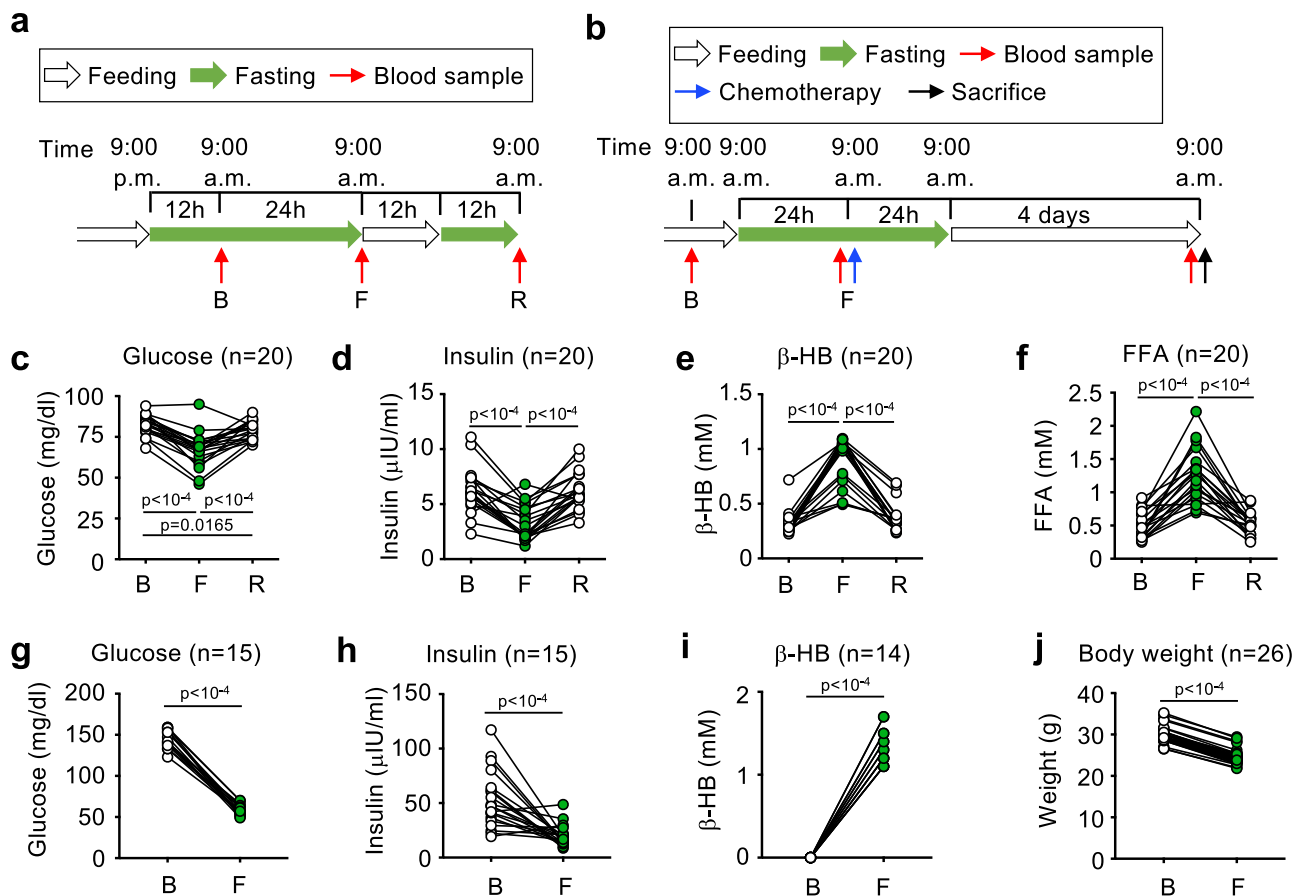 a
Feeding Fasting Blood sample
Time 9:00 9:00 9:00 9:00
p.m. a.m. a.m. a.m.
12h 24h 12h 12h
B F R
b
Feeding Fasting Blood sample
Chemotherapy Sacrifice
Time 9:00 9:00 9:00 9:00 9:00
a.m. a.m. a.m. a.m. a.m.
24h 24h 4 days
B F
c Glucose (n=20)
Glucose (mg/dl)
100
75
50
25
0
p<10-4 p<10-4
p=0.0165
B F R
d Insulin (n=20)
Insulin (μIU/ml)
15
10
5
0
p<10-4 p<10-4
B F R
e β-HB (n=20)
β-HB (mM)
1.5
1
0.5
0
p<10-4 p<10-4
B F R
f FFA (n=20)
FFA (mM)
2.5
2
1.5
1
0.5
0
p<10-4 p<10-4
B F R
g Glucose (n=15)
Glucose (mg/dl)
200
150
100
50
0
p<10-4
B F
h Insulin (n=15)
Insulin (μIU/ml)
150
100
50
0
p<10-4
B F
i β-HB (n=14)
β-HB (mM)
2
1
0
p<10-4
B F
j Body weight (n=26)
Weight (g)
40
30
20
10
0
p<10-4
B F